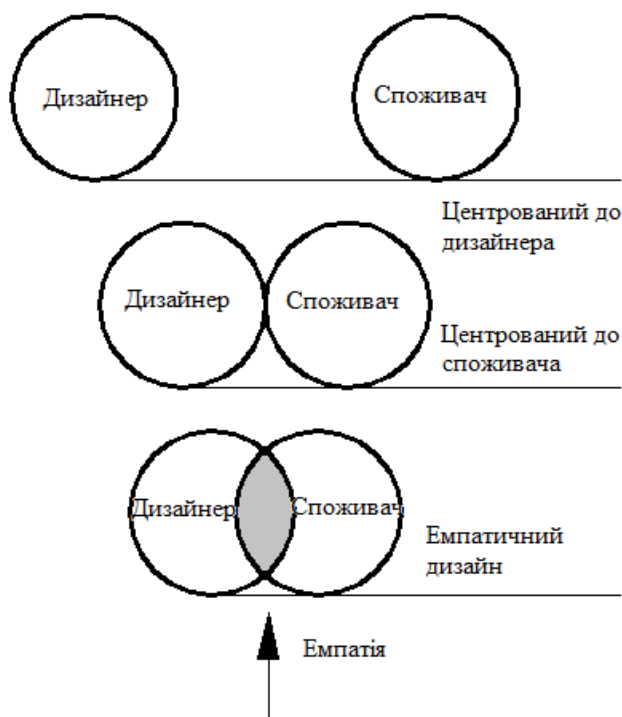 Дизайнер
Споживач
Центрований до
дизайнера
Дизайнер
Споживач
Центрований до
споживача
Дизайнер
Споживач
Емпатичний
дизайн
Емпатія